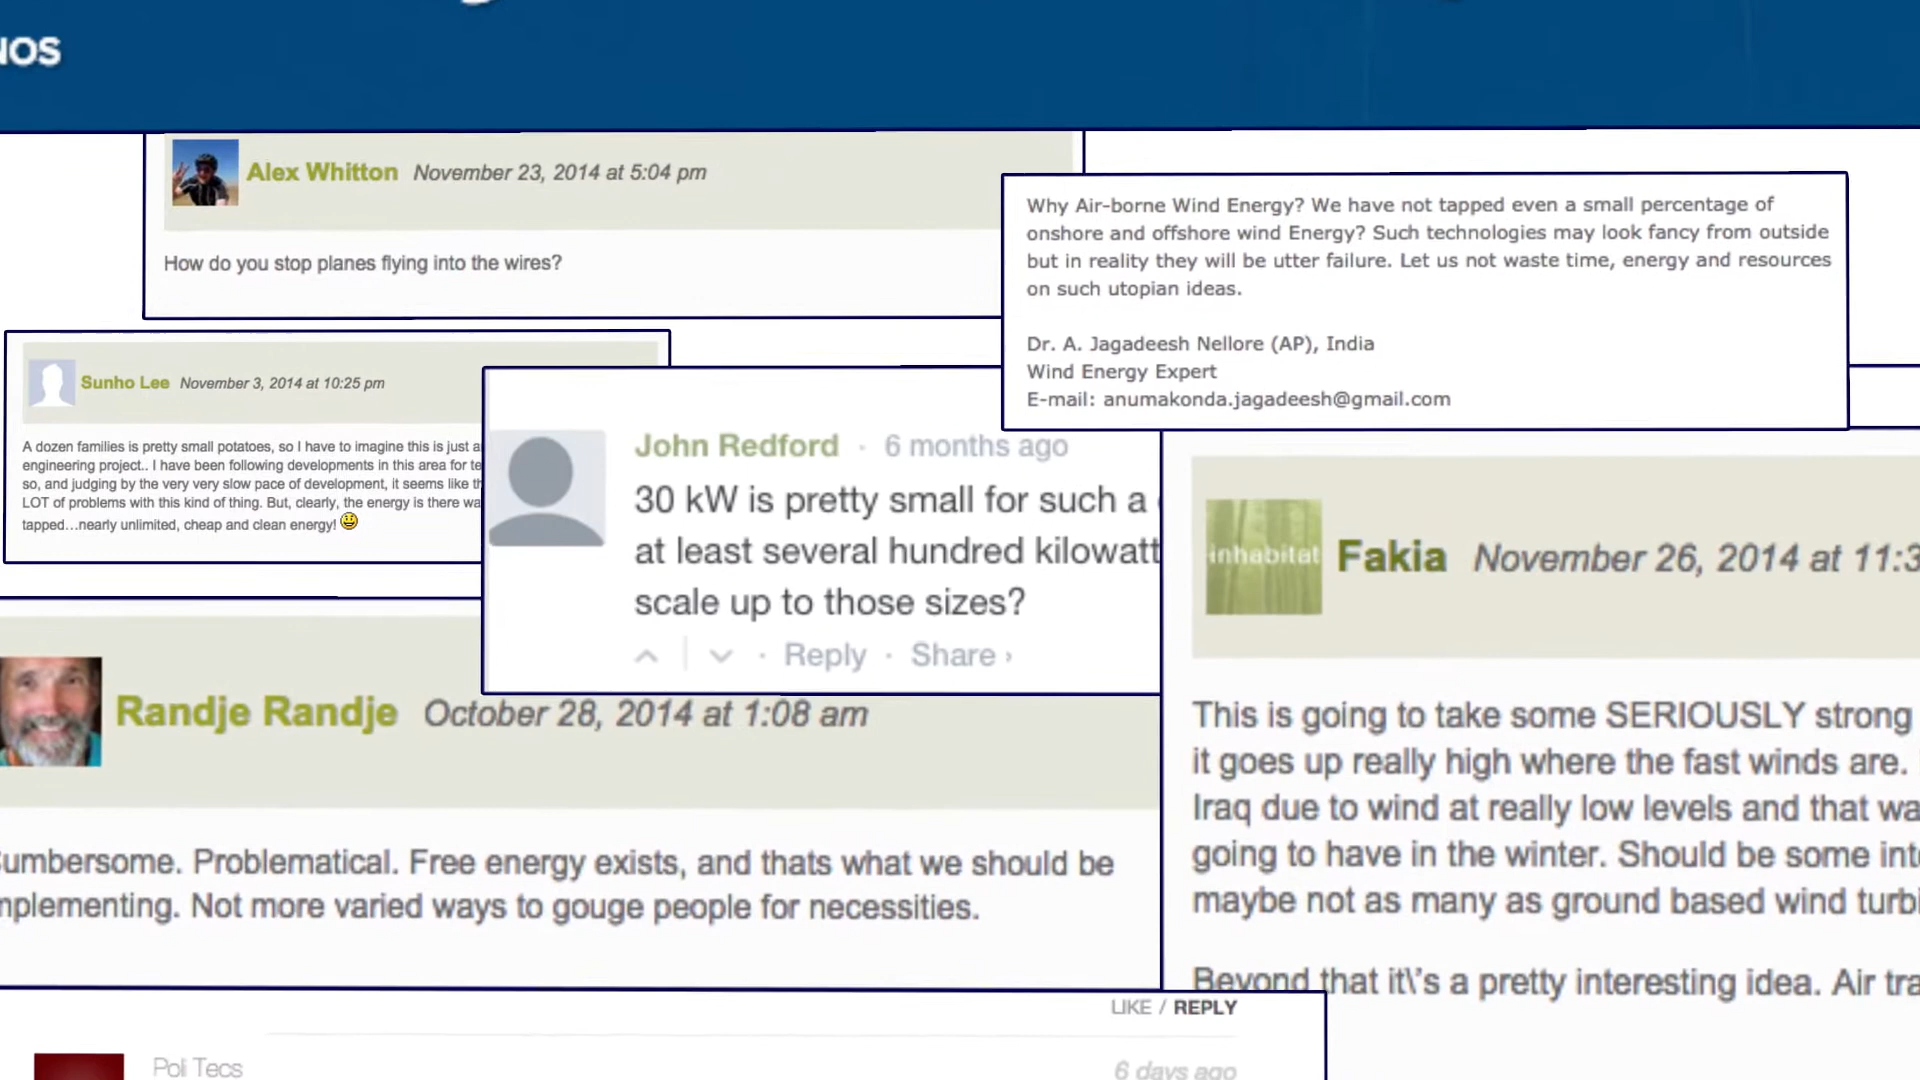 NOS
Alex Whitton November 23, 2014 at 5:04 pm
How do you stop planes flying into the wires?
Why Air-borne Wind Energy? We have not tapped even a small percentage of
onshore and offshore wind Energy? Such technologies may look fancy from outside
but in reality they will be utter failure. Let us not waste time, energy and resources
on such utopian ideas.
Dr. A. Jagadeesh Nellore (AP), India
Wind Energy Expert
E-mail: anumakonda.jagadeesh@gmail.com
Sunho Lee November 3, 2014 at 10:25 pm
A dozen families is pretty small potatoes, so I have to imagine this is just a
engineering project.. I have been following developments in this area for te
so, and judging by the very very slow pace of development, it seems like th
LOT of problems with this kind of thing. But, clearly, the energy is there wa
tapped...nearly unlimited, cheap and clean energy!
John Redford · 6 months ago
30 kW is pretty small for such a
at least several hundred kilowatt
scale up to those sizes?
· Reply · Share ›
inhabitat
Fakia November 26, 2014 at 11:3
This is going to take some SERIOUSLY strong
it goes up really high where the fast winds are.
Iraq due to wind at really low levels and that wa
going to have in the winter. Should be some int
maybe not as many as ground based wind turbi
Beyond that it\'s a pretty interesting idea. Air tra
Randje Randje October 28, 2014 at 1:08 am
umbersome. Problematical. Free energy exists, and thats what we should be
mplementing. Not more varied ways to gouge people for necessities.
LIKE / REPLY
Poli Tecs
6 days ago